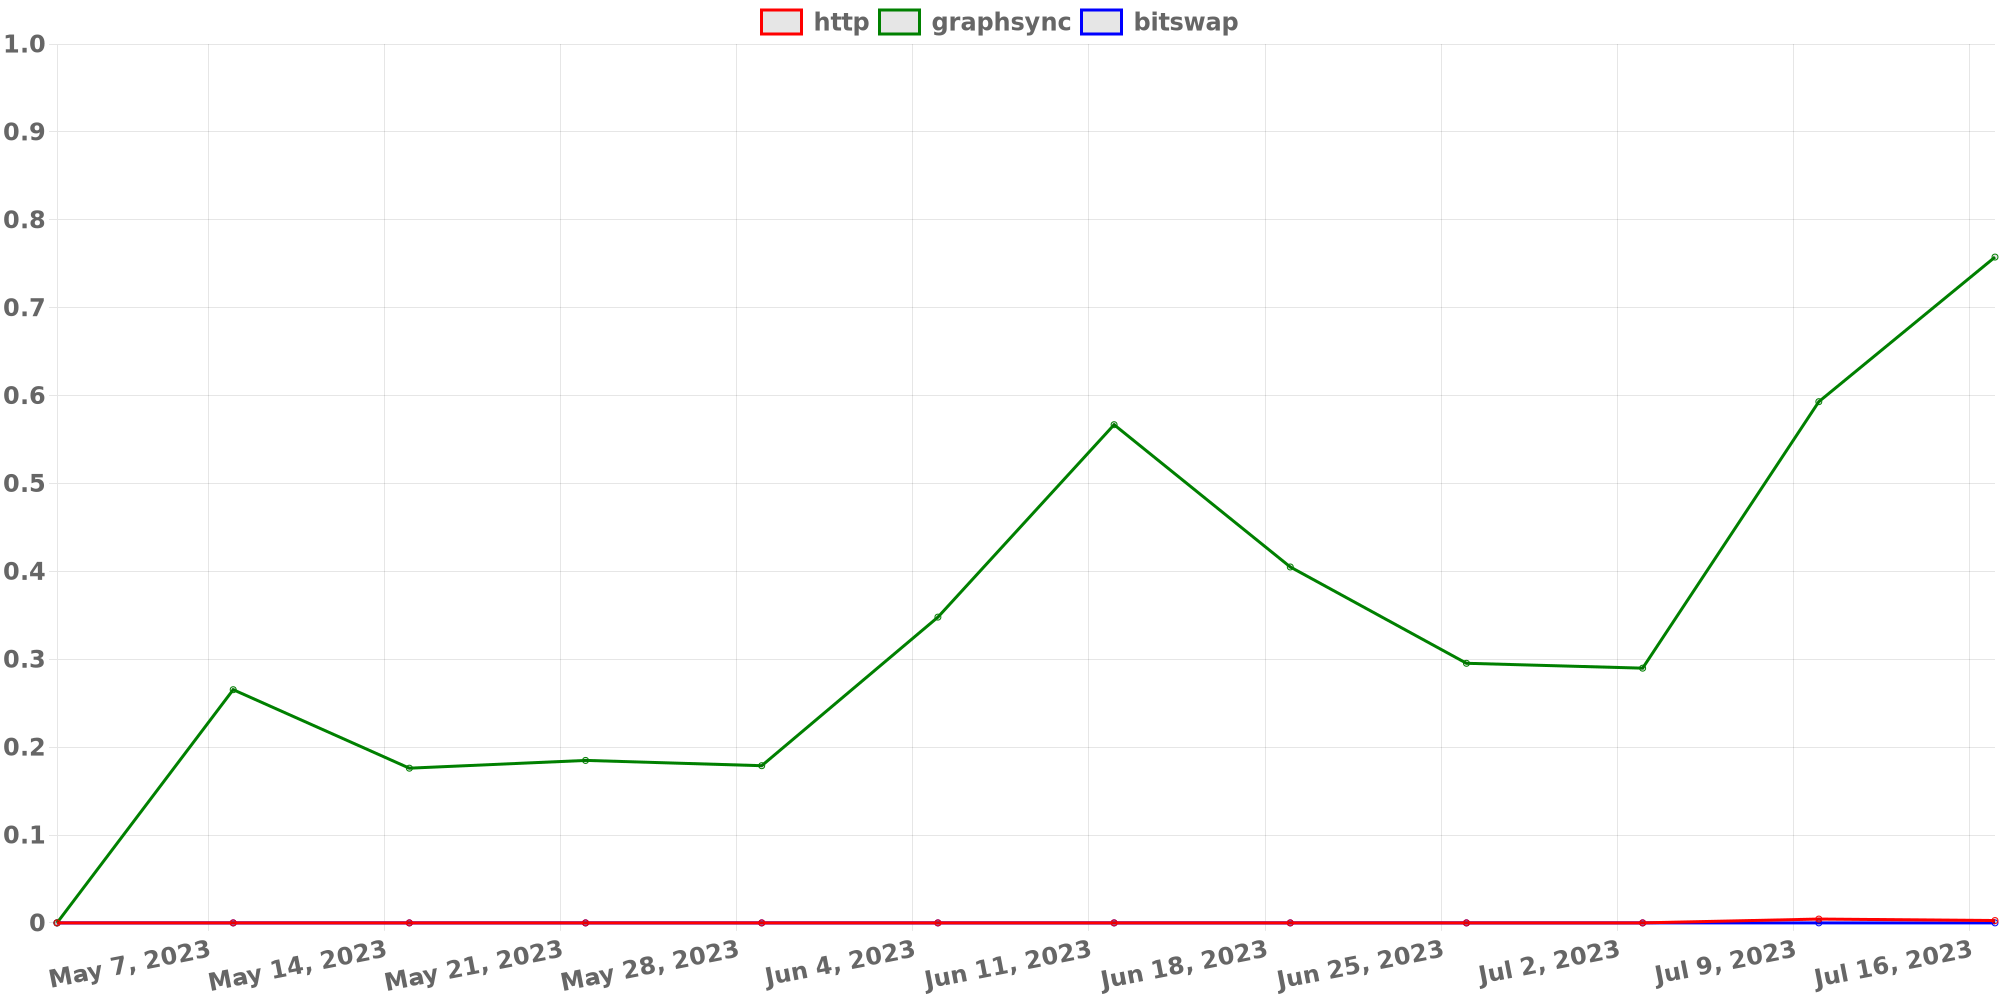 http graphsync bitswap
1.0
0.9
0.8
0.7
0.6
0.5
0.4
0.3
0.2
0.1
0
May 7, 2023
May 14, 2023
May 21, 2023
May 28, 2023
Jun 4, 2023
Jun 11, 2023
Jun 18, 2023
Jun 25, 2023
Jul 2, 2023
Jul 9, 2023
Jul 16, 2023